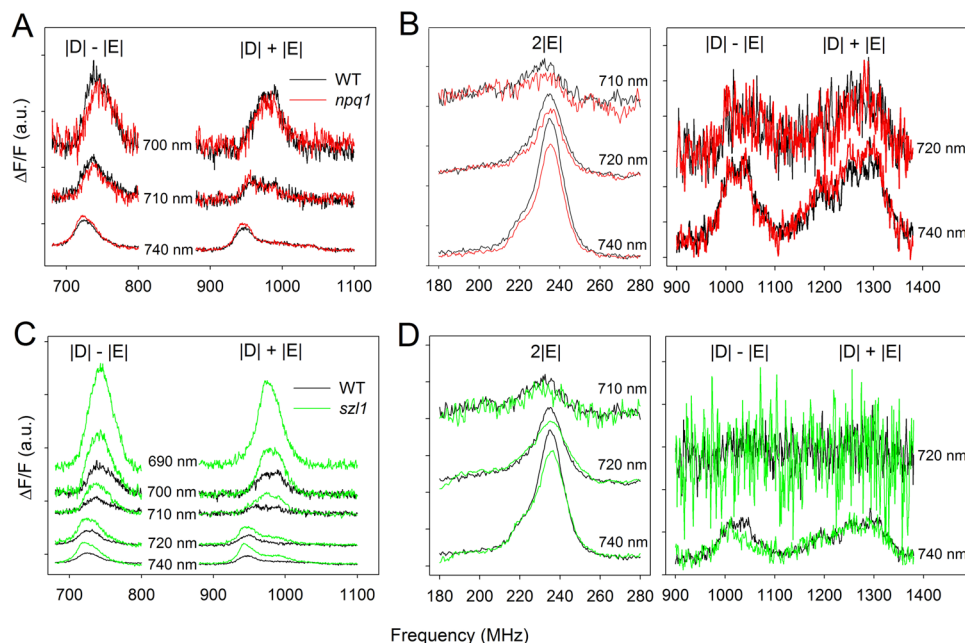 A
|D| - |E| |D| + |E|
WT
npq1
700 nm
710 nm
740 nm
ΔF/F (a.u.)
700 800 900 1000 1100
B
2|E|
710 nm
720 nm
740 nm
180 200 220 240 260 280
|D| - |E| |D| + |E|
720 nm
740 nm
900 1000 1100 1200 1300 1400
C
|D| - |E| |D| + |E|
WT
szl1
690 nm
700 nm
710 nm
720 nm
740 nm
ΔF/F (a.u.)
700 800 900 1000 1100
D
2|E|
710 nm
720 nm
740 nm
180 200 220 240 260 280
|D| - |E| |D| + |E|
720 nm
740 nm
900 1000 1100 1200 1300 1400
Frequency (MHz)